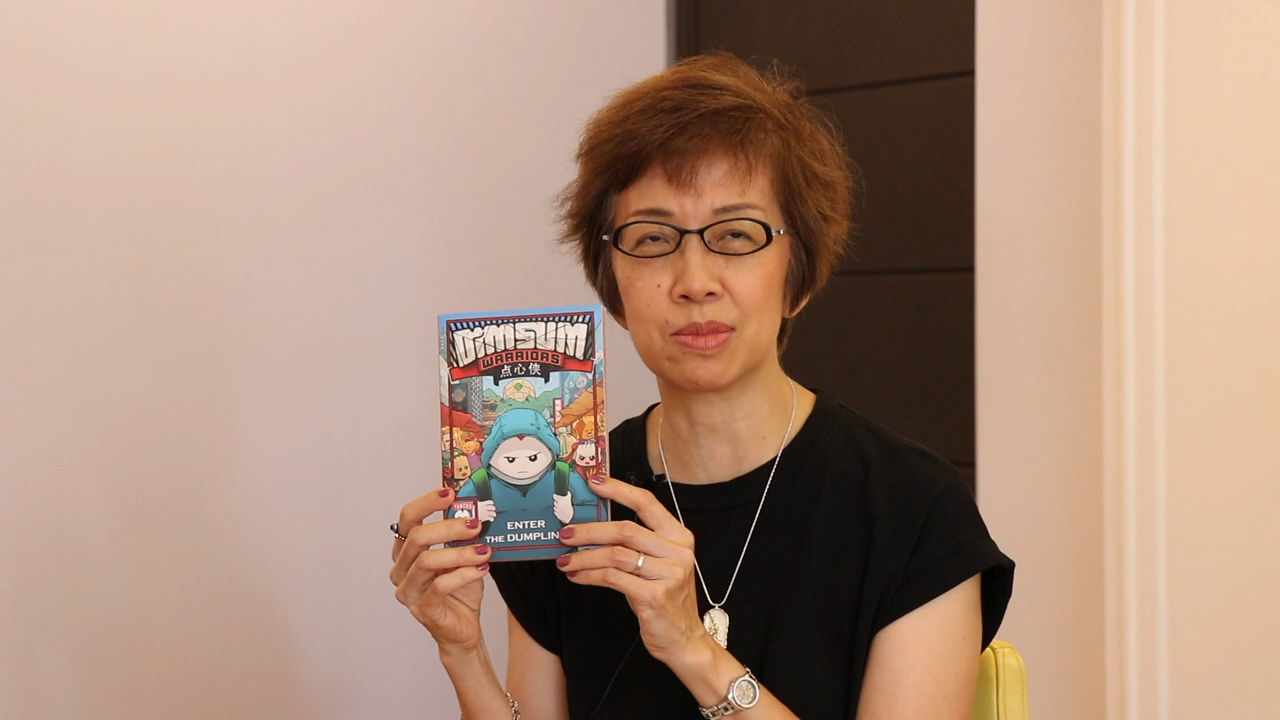 DIMSUM
WARRIORS
点心侠
ENTER
THE DUMPLIN